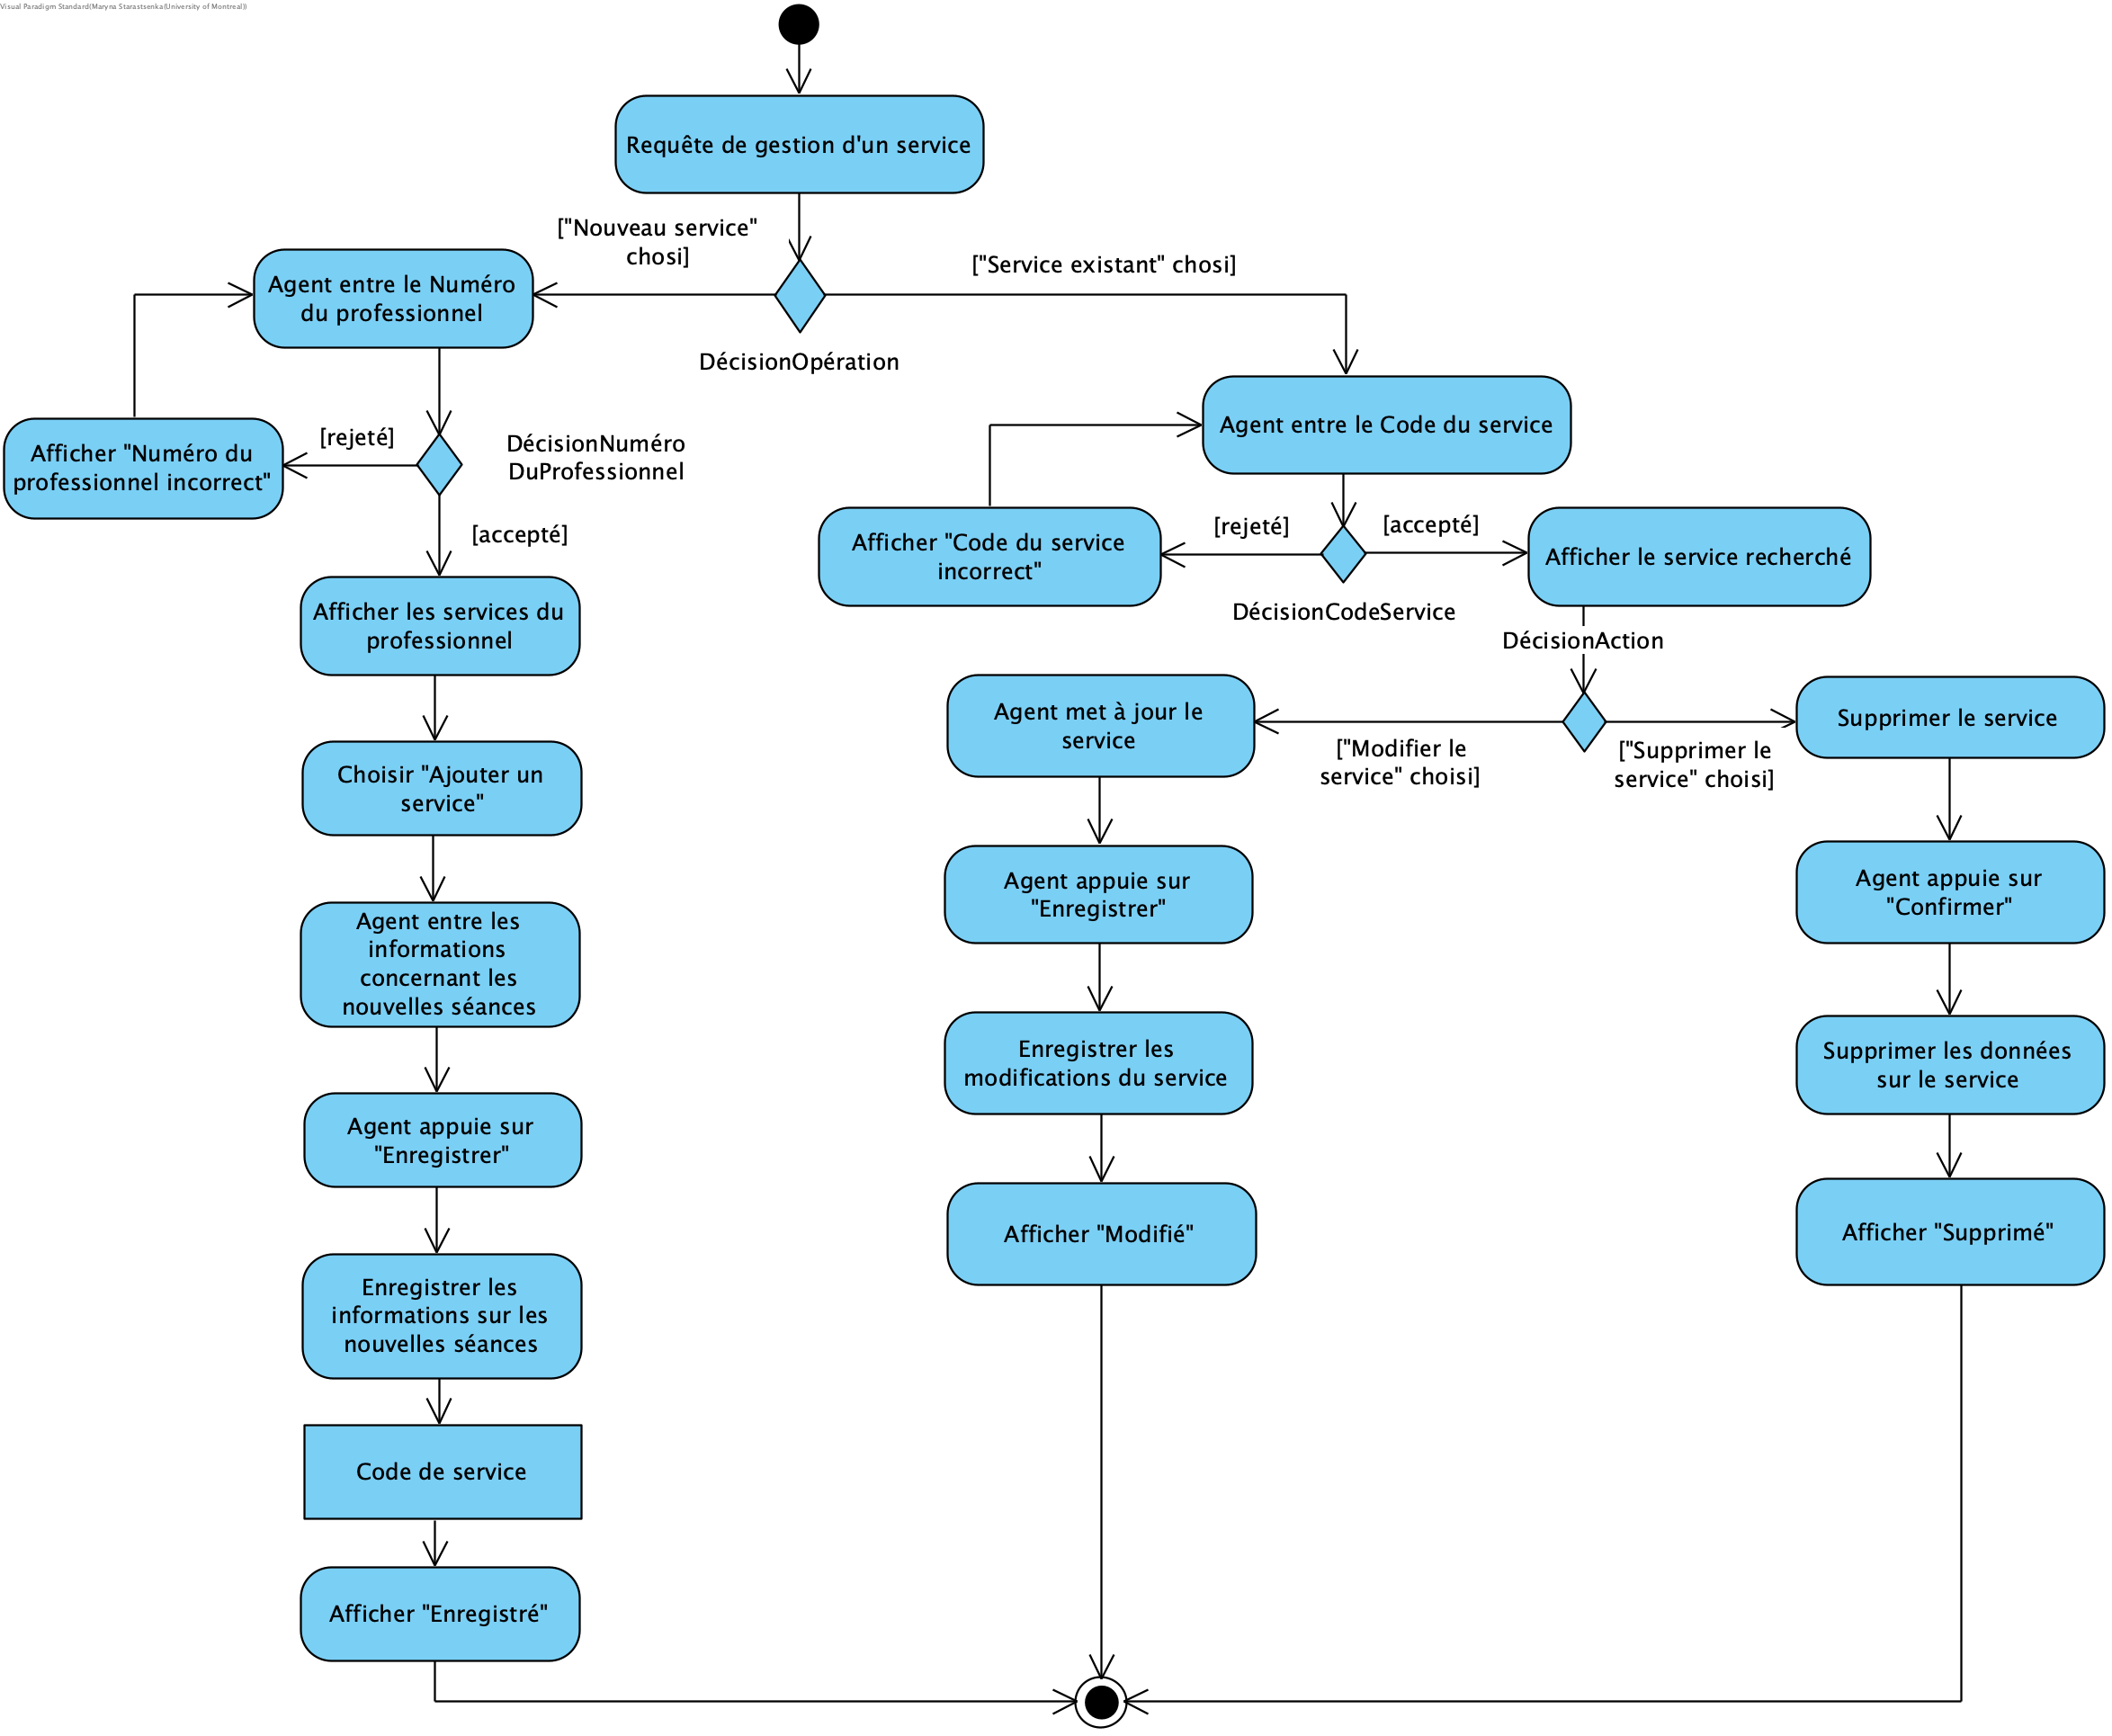 Visual Paradigm Standard(Maryna Starastsenka(University of Montreal))
Requête de gestion d'un service
["Nouveau service"
chosi]
["Service existant" chosi]
DécisionOpération
Agent entre le Numéro
du professionnel
[rejeté]
Afficher "Numéro du
professionnel incorrect"
DécisionNuméro
DuProfessionnel
[accepté]
Afficher les services du
professionnel
Choisir "Ajouter un
service"
Agent entre les
informations
concernant les
nouvelles séances
Agent appuie sur
"Enregistrer"
Enregistrer les
informations sur les
nouvelles séances
Code de service
Afficher "Enregistré"
Agent entre le Code du service
[rejeté]
[accepté]
Afficher "Code du service
incorrect"
DécisionCodeService
Afficher le service recherché
DécisionAction
["Modifier le
service" choisi]
["Supprimer le
service" choisi]
Agent met à jour le
service
Agent appuie sur
"Enregistrer"
Enregistrer les
modifications du service
Afficher "Modifié"
Supprimer le service
Agent appuie sur
"Confirmer"
Supprimer les données
sur le service
Afficher "Supprimé"